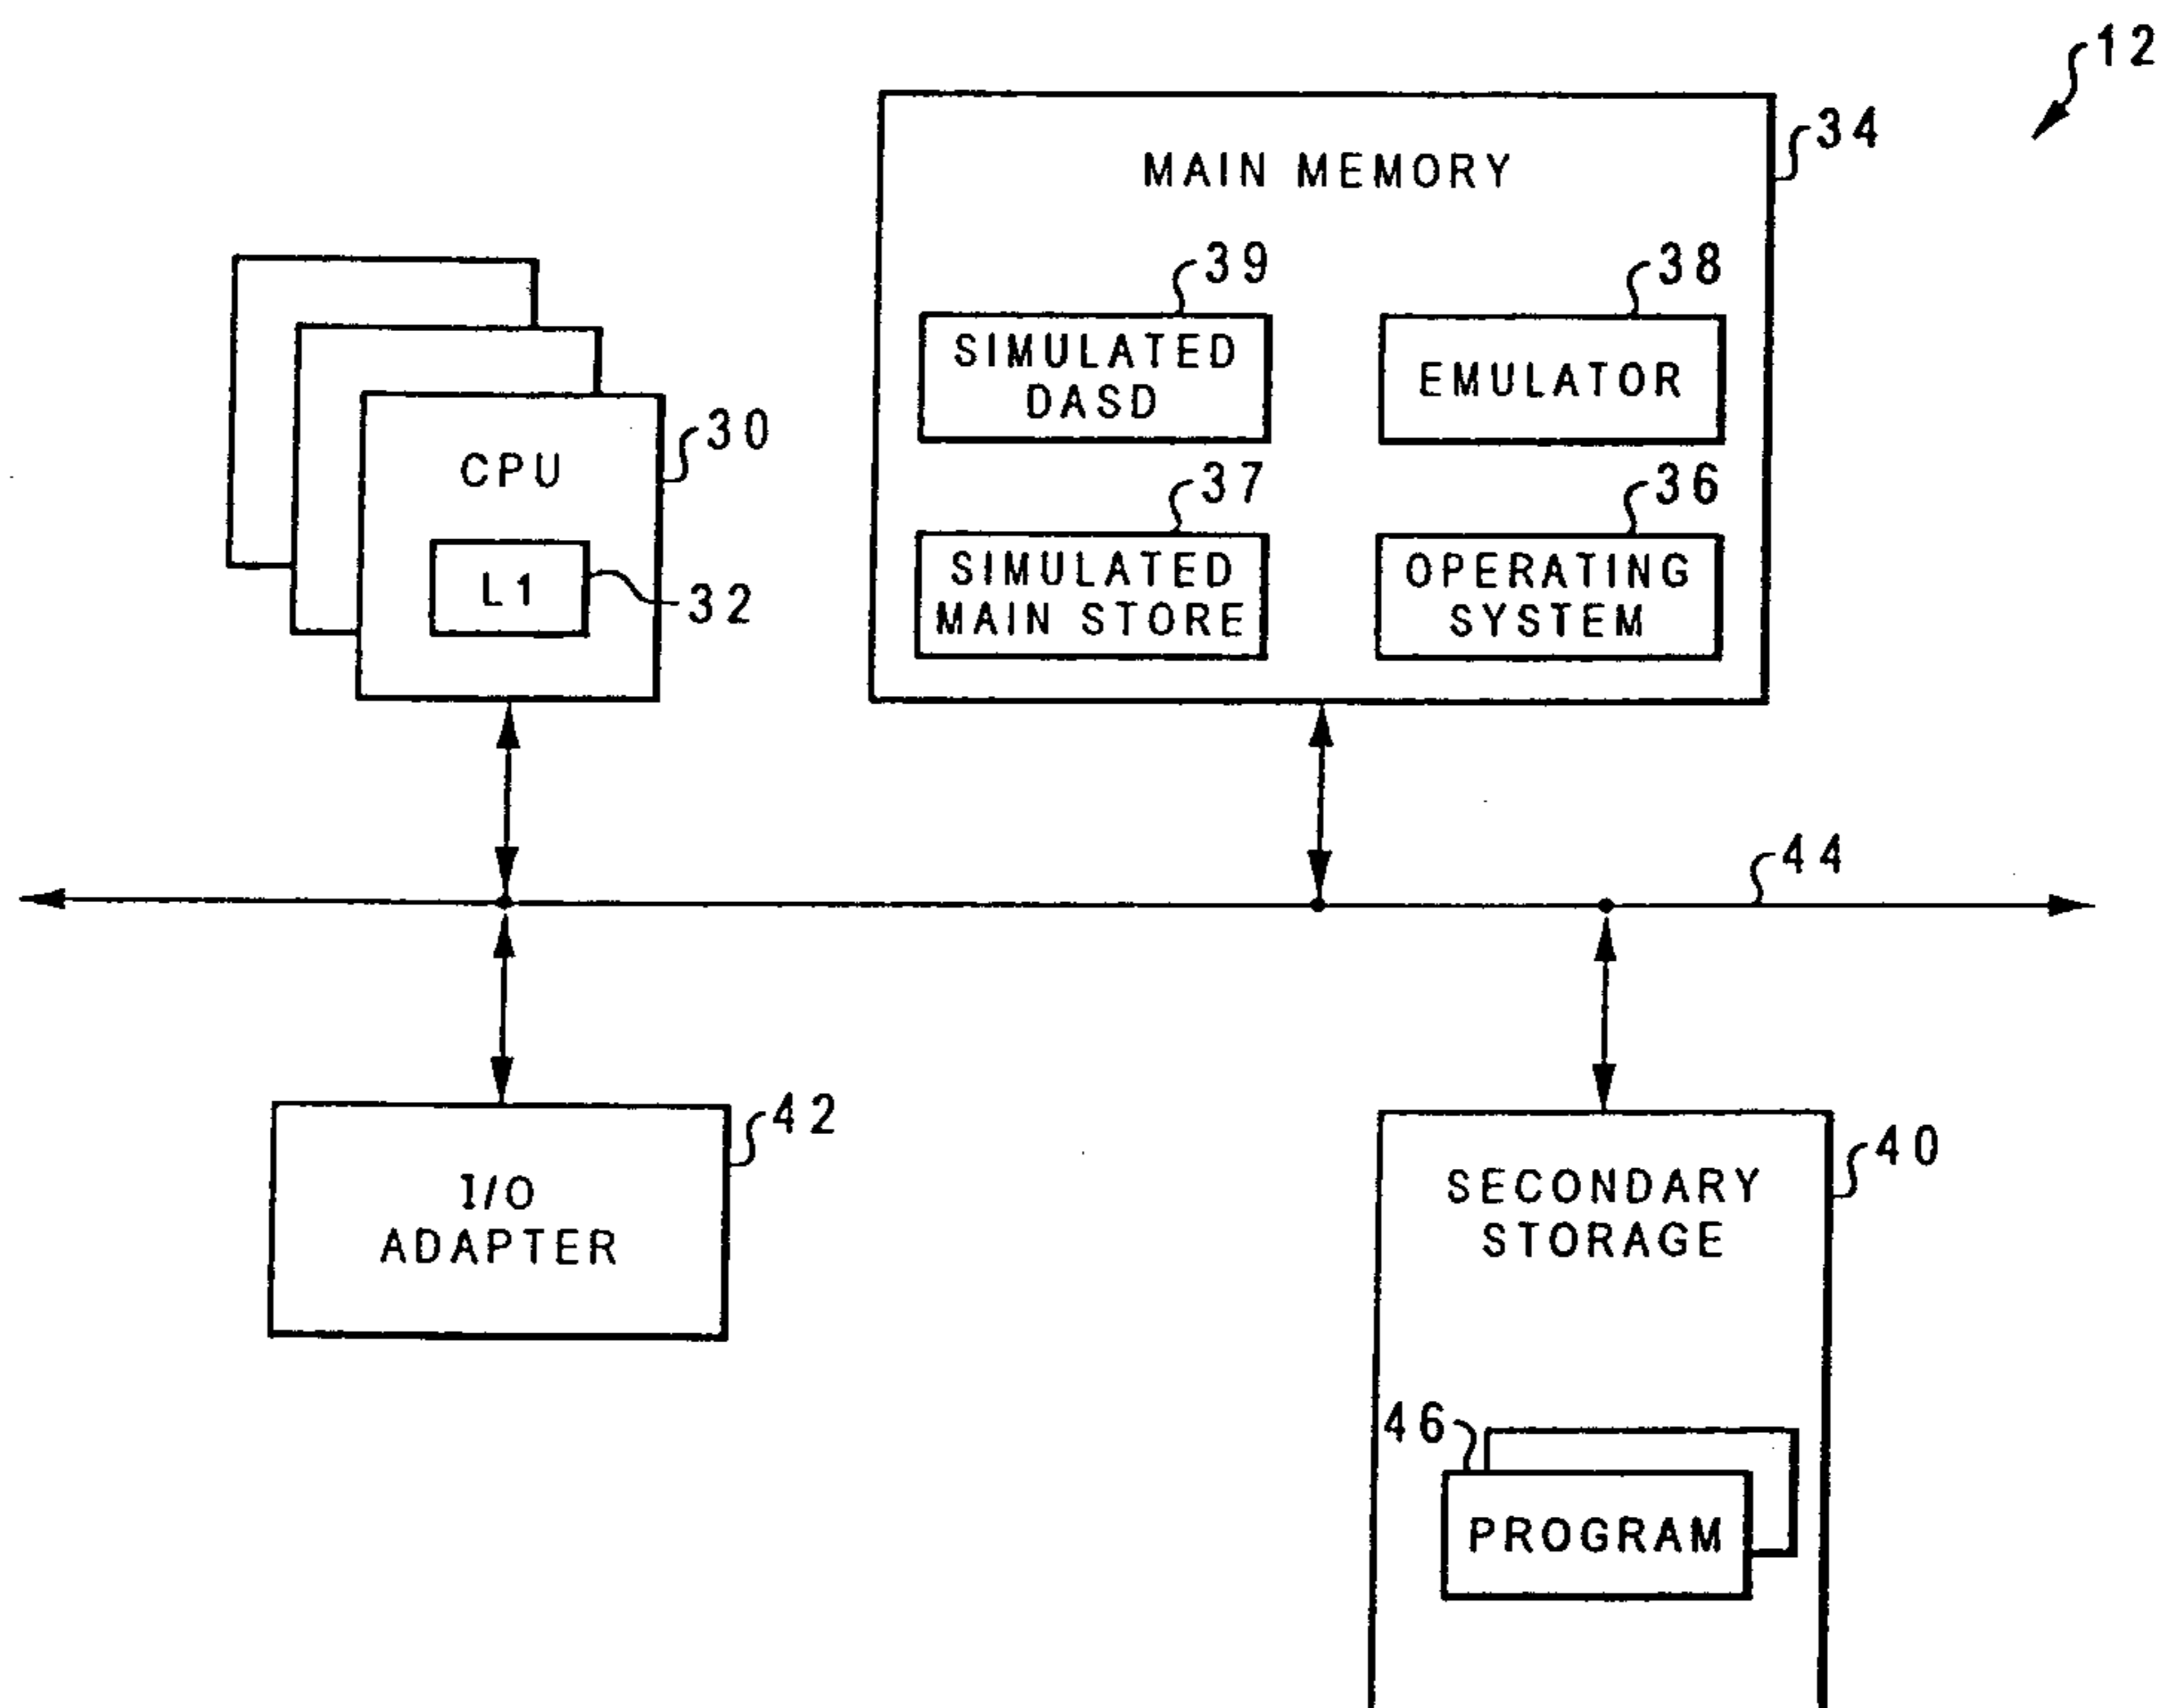 12
34
MAIN MEMORY
39
38
SIMULATED
DASD
EMULATOR
30
CPU
37
36
L1
32
SIMULATED
MAIN STORE
OPERATING
SYSTEM
44
42
I/O
ADAPTER
40
SECONDARY
STORAGE
46
PROGRAM